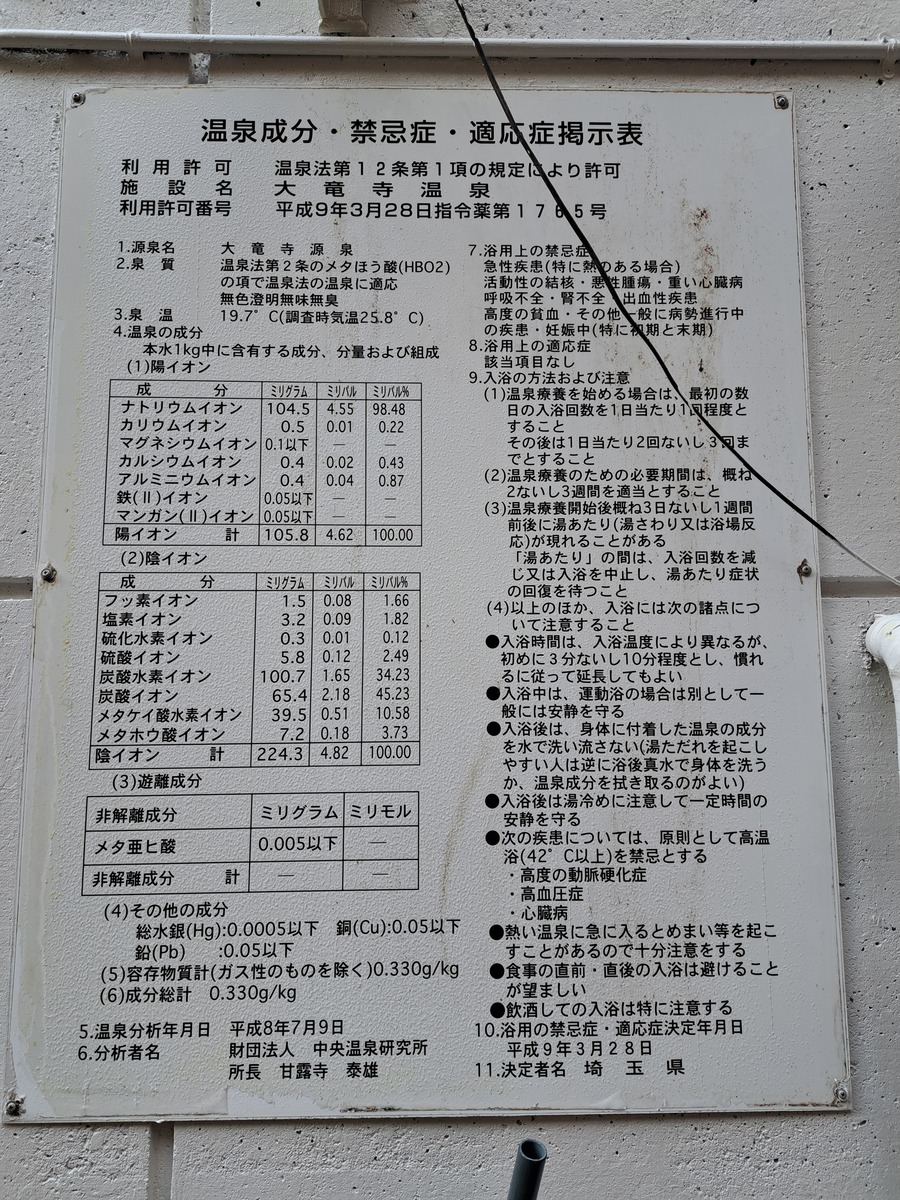 温泉成分・禁忌症・適応症掲示表
利用許可 温泉法第12条第1項の規定により許可
施設名 大竜寺温泉
利用許可番号 平成9年3月28日指令薬第1765号
1.源泉名 大竜寺源泉
2.泉質 温泉法第2条のメタほう酸(HBO2)
の項で温泉法の温泉に適応
無色澄明無味無臭
3.泉温 19.7°C(調査時気温25.8°C)
4.温泉の成分
本水1kg中に含有する成分、分量および組成
(1)陽イオン
成分 ミリグラム ミリバル ミリバル%
ナトリウムイオン 104.5 4.55 98.48
カリウムイオン 0.5 0.01 0.22
マグネシウムイオン 0.1以下 — —
カルシウムイオン 0.4 0.02 0.43
アルミニウムイオン 0.4 0.04 0.87
鉄(II)イオン 0.05以下 — —
マンガン(II)イオン 0.05以下 — —
陽イオン 計 105.8 4.62 100.00
(2)陰イオン
成分 ミリグラム ミリバル ミリバル%
フッ素イオン 1.5 0.08 1.66
塩素イオン 3.2 0.09 1.82
硫化水素イオン 0.3 0.01 0.12
硫酸イオン 5.8 0.12 2.49
炭酸水素イオン 100.7 1.65 34.23
炭酸イオン 65.4 2.18 45.23
メタケイ酸水素イオン 39.5 0.51 10.58
メタホウ酸イオン 7.2 0.18 3.73
陰イオン 計 224.3 4.82 100.00
(3)遊離成分
非解離成分 ミリグラム ミリモル
メタ亜ヒ酸 0.005以下 —
非解離成分 計 — —
(4)その他の成分
総水銀(Hg):0.0005以下 銅(Cu):0.05以下
鉛(Pb) :0.05以下
(5)容存物質計(ガス性のものを除く)0.330g/kg
(6)成分総計 0.330g/kg
5.温泉分析年月日 平成8年7月9日
6.分析者名 財団法人 中央温泉研究所
所長 甘露寺 泰雄
7.浴用上の禁忌症
急性疾患(特に熱のある場合)
活動性の結核・悪性腫瘍・重い心臓病
呼吸不全・腎不全・出血性疾患
高度の貧血・その他一般に病勢進行中
の疾患・妊娠中(特に初期と末期)
8.浴用上の適応症
該当項目なし
9.入浴の方法および注意
(1)温泉療養を始める場合は、最初の数
日の入浴回数を1日当たり1回程度と
すること
その後は1日当たり2回ないし3回ま
でとすること
(2)温泉療養のための必要期間は、概ね
2ないし3週間を適当とすること
(3)温泉療養開始後概ね3日ないし1週間
前後に湯あたり(湯さわり又は浴場反
応)が現れることがある
「湯あたり」の間は、入浴回数を減
じ又は入浴を中止し、湯あたり症状
の回復を待つこと
(4)以上のほか、入浴には次の諸点につ
いて注意すること
●入浴時間は、入浴温度により異なるが、
初めに3分ないし10分程度とし、慣れ
るに従って延長してもよい
●入浴中は、運動浴の場合は別として一
般には安静を守る
●入浴後は、身体に付着した温泉の成分
を水で洗い流さない(湯ただれを起こし
やすい人は逆に浴後真水で身体を洗う
か、温泉成分を拭き取るのがよい)
●入浴後は湯冷めに注意して一定時間の
安静を守る
●次の疾患については、原則として高温
浴(42°C以上)を禁忌とする
・高度の動脈硬化症
・高血圧症
・心臓病
●熱い温泉に急に入るとめまい等を起こ
すことがあるので十分注意をする
●食事の直前・直後の入浴は避けること
が望ましい
●飲酒しての入浴は特に注意する
10.浴用の禁忌症・適応症決定年月日
平成9年3月28日
11.決定者名 埼玉県